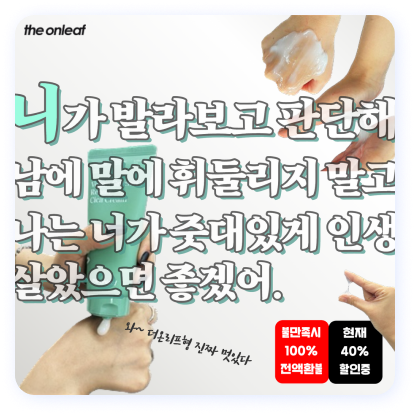 the onleaf
니가 발라보고 판단해
남에 말에 휘둘리지 말고
나는 너가 줏대있게 인생
살았으면 좋겠어.
와~ 더온리프형 진짜 멋있다
불만족시
100%
전액환불
현재
40%
할인중